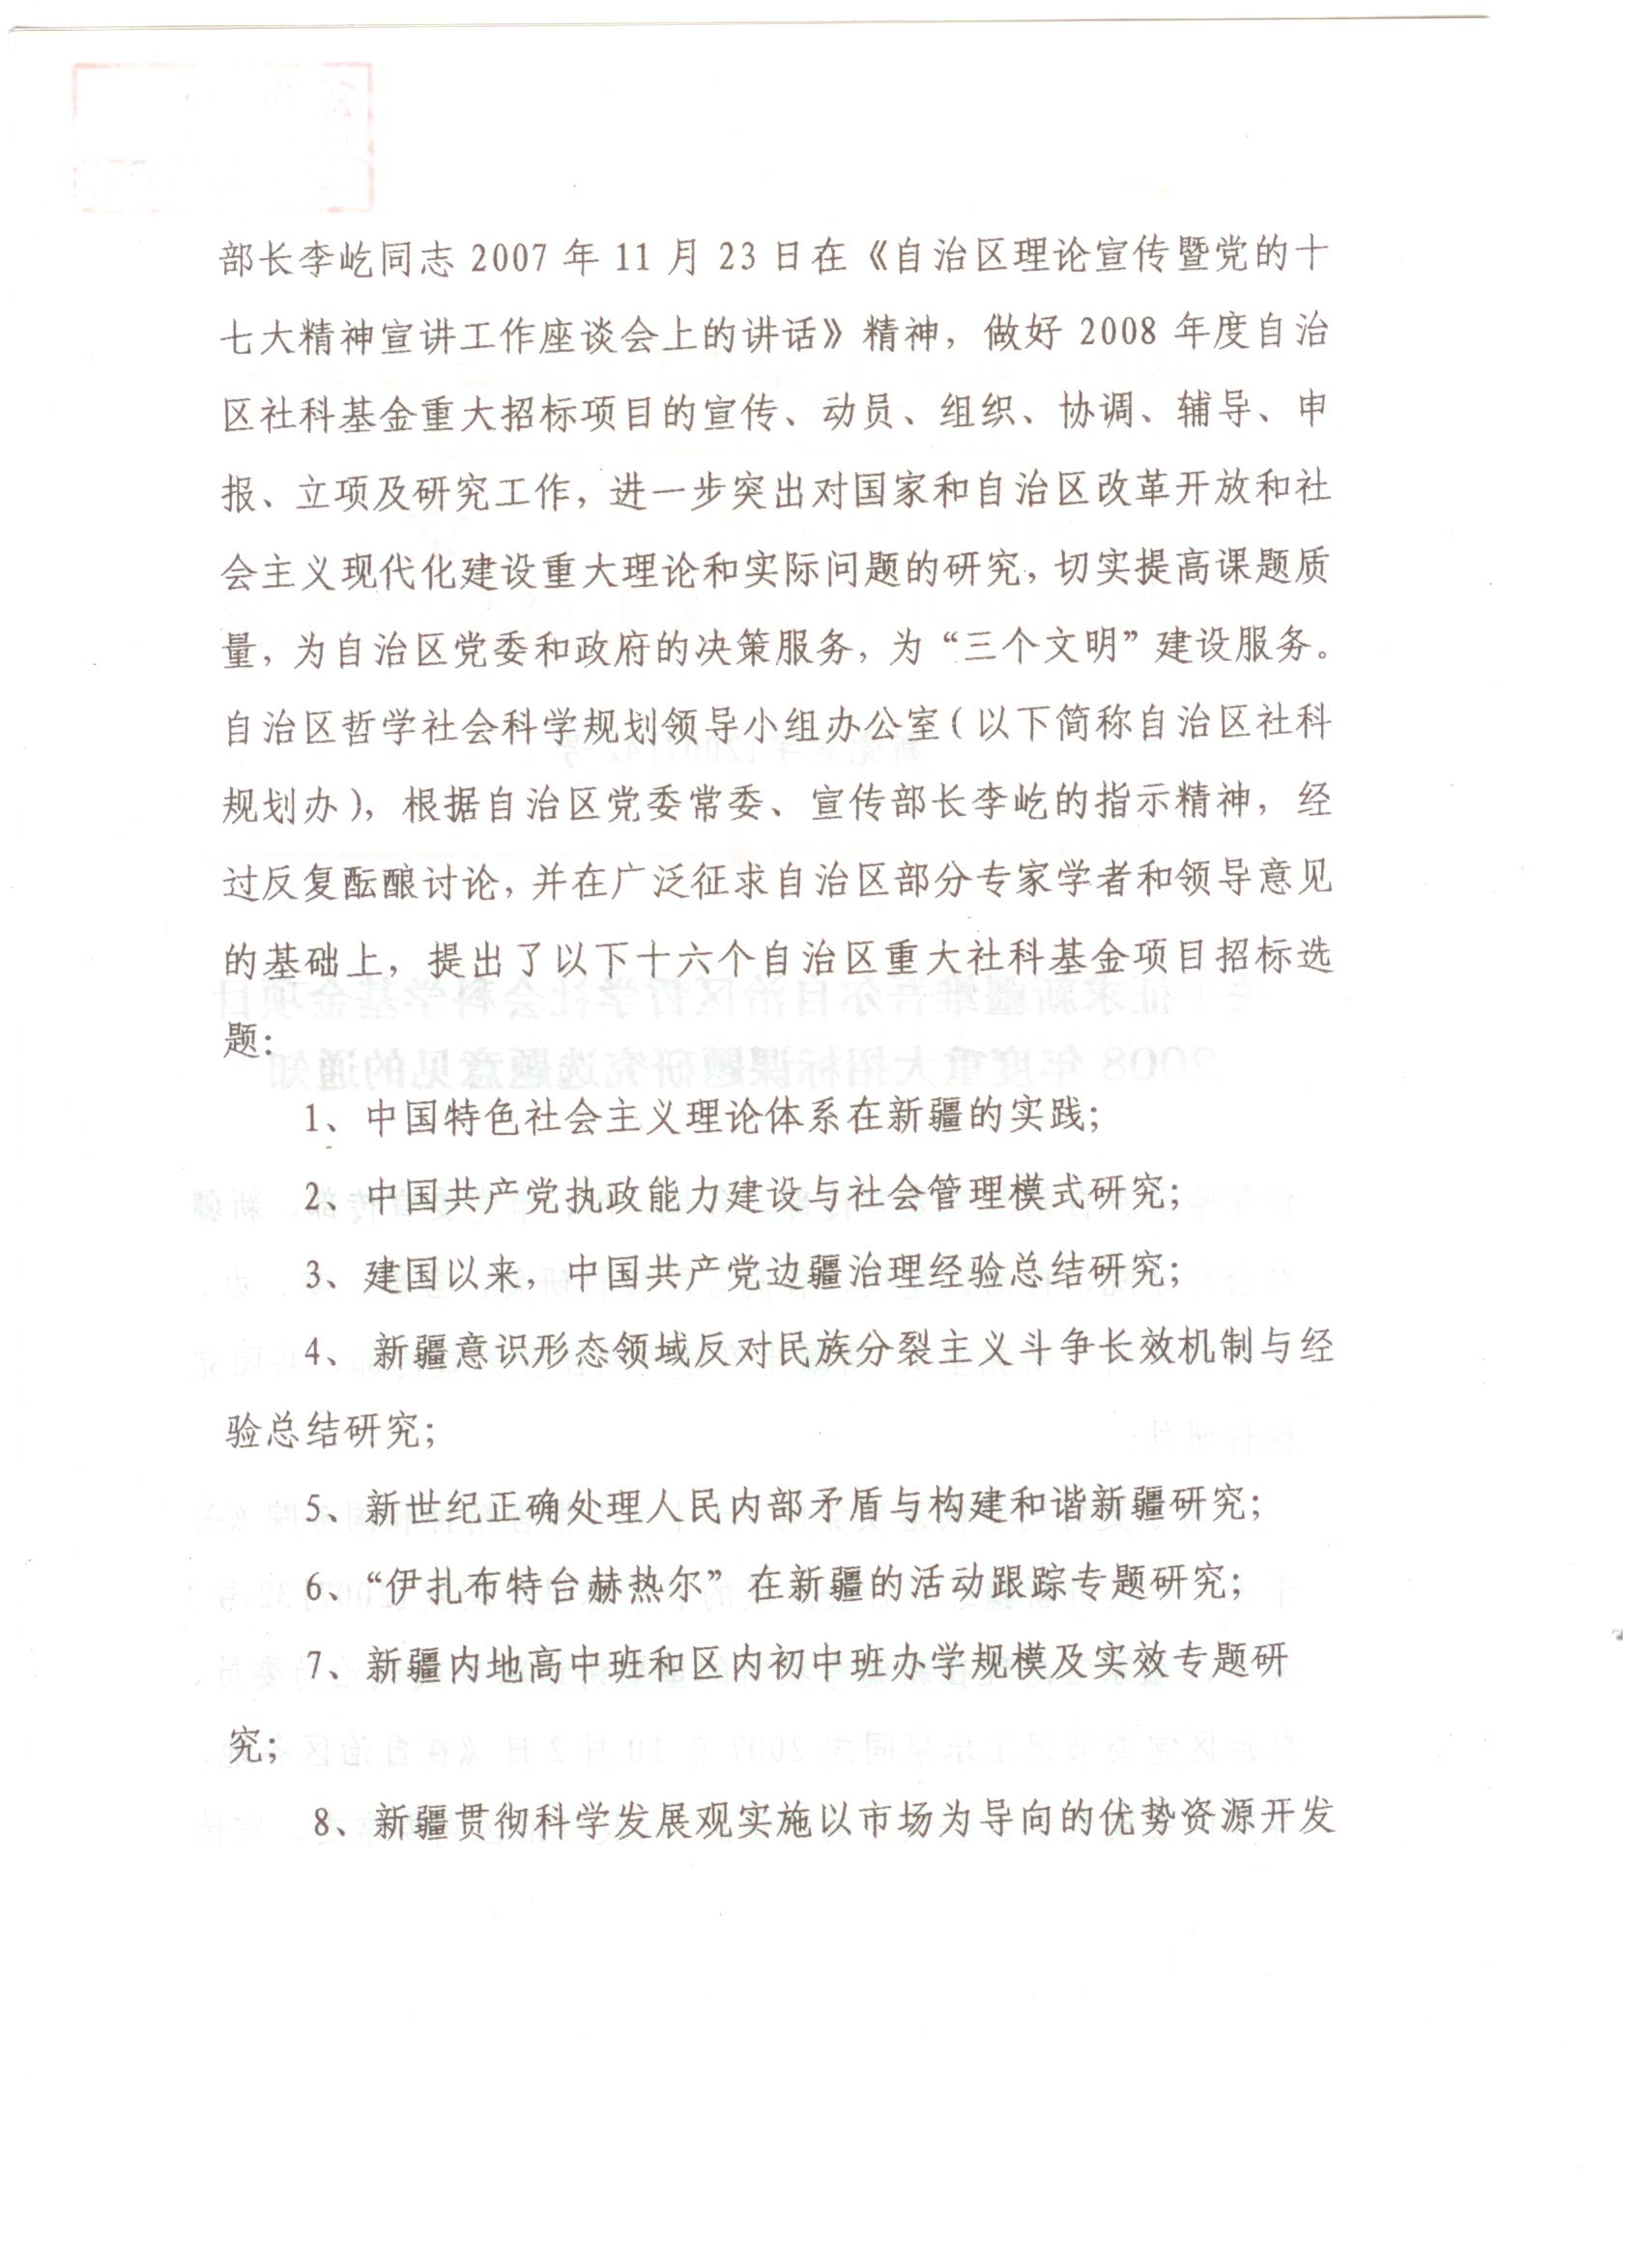 部长李屹同志 2007 年 11 月 23 日在《自治区理论宣传暨党的十
七大精神宣讲工作座谈会上的讲话》精神，做好 2008 年度自治
区社科基金重大招标项目的宣传、动员、组织、协调、辅导、申
报、立项及研究工作，进一步突出对国家和自治区改革开放和社
会主义现代化建设重大理论和实际问题的研究，切实提高课题质
量，为自治区党委和政府的决策服务，为“三个文明”建设服务。
自治区哲学社会科学规划领导小组办公室（以下简称自治区社科
规划办），根据自治区党委常委、宣传部长李屹的指示精神，经
过反复酝酿讨论，并在广泛征求自治区部分专家学者和领导意见
的基础上，提出了以下十六个自治区重大社科基金项目招标选
题：
1、中国特色社会主义理论体系在新疆的实践；
2、中国共产党执政能力建设与社会管理模式研究；
3、建国以来，中国共产党边疆治理经验总结研究；
4、新疆意识形态领域反对民族分裂主义斗争长效机制与经
验总结研究；
5、新世纪正确处理人民内部矛盾与构建和谐新疆研究；
6、“伊扎布特台赫热尔”在新疆的活动跟踪专题研究；
7、新疆内地高中班和区内初中班办学规模及实效专题研
究；
8、新疆贯彻科学发展观实施以市场为导向的优势资源开发